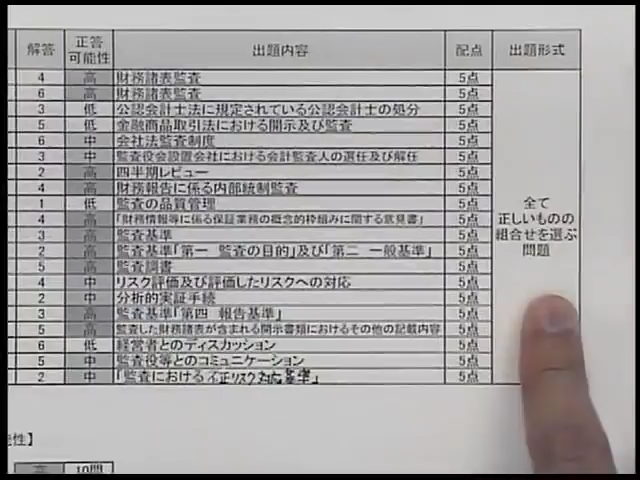 解答 正答可能性 出題内容 配点 出題形式
4 高 財務諸表監査 5点
6 高 財務諸表監査 5点
3 低 公認会計士法に規定されている公認会計士の処分 5点
5 低 金融商品取引法における開示及び監査 5点
6 中 会社法監査制度 5点
3 中 監査役会設置会社における会計監査人の選任及び解任 5点
2 高 四半期レビュー 5点
4 高 財務報告に係る内部統制監査 5点
1 低 監査の品質管理 5点
4 高 「財務情報等に係る保証業務の概念的枠組みに関する意見書」 5点
3 高 監査基準 5点
2 高 監査基準「第一 監査の目的」及び「第二 一般基準」 5点
5 高 監査調書 5点
4 中 リスク評価及び評価したリスクへの対応 5点
2 中 分析的実証手続 5点
3 高 監査基準「第四 報告基準」 5点
5 高 監査した財務諸表が含まれる開示書類におけるその他の記載内容 5点
6 低 経営者とのディスカッション 5点
5 中 監査役等とのコミュニケーション 5点
2 中 「監査における不正リスク対応基準」 5点
全て
正しいものの
組合せを選ぶ
問題
性】
高 10問